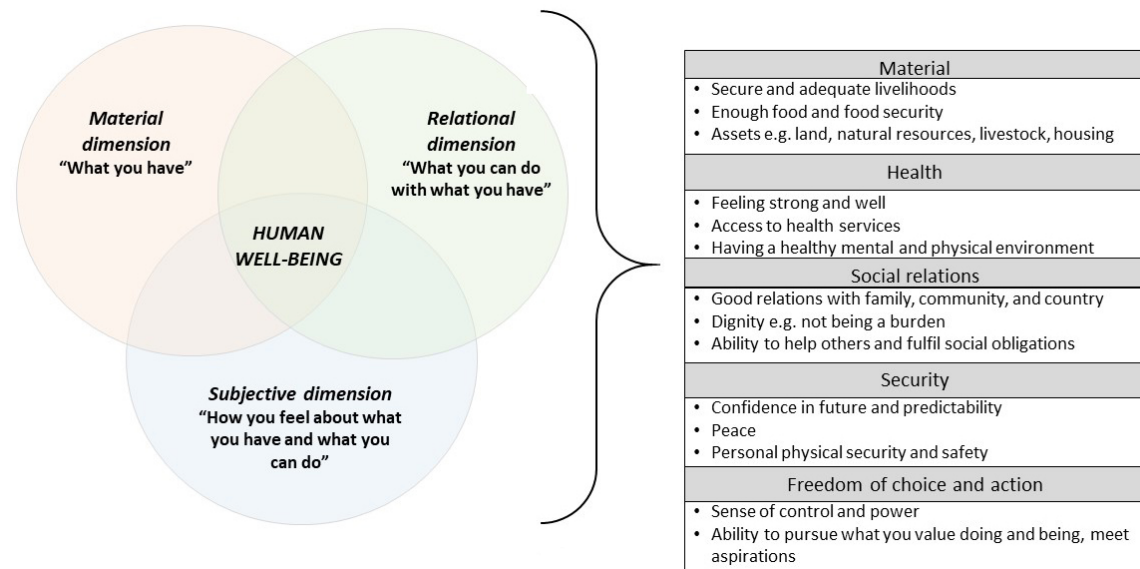 Material
dimension
“What you have”
Relational
dimension
“What you can do
with what you have”
HUMAN
WELL-BEING
Subjective dimension
“How you feel about what
you have and what you
can do”
Material
• Secure and adequate livelihoods
• Enough food and food security
• Assets e.g. land, natural resources, livestock, housing
Health
• Feeling strong and well
• Access to health services
• Having a healthy mental and physical environment
Social relations
• Good relations with family, community, and country
• Dignity e.g. not being a burden
• Ability to help others and fulfil social obligations
Security
• Confidence in future and predictability
• Peace
• Personal physical security and safety
Freedom of choice and action
• Sense of control and power
• Ability to pursue what you value doing and being, meet
aspirations